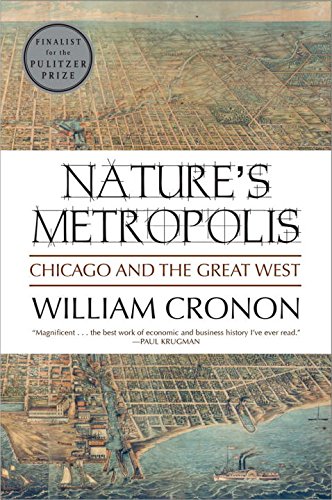 FINALIST
for the
PULITZER
PRIZE
NATURE'S
METROPOLIS
CHICAGO AND THE GREAT WEST
WILLIAM CRONON
"Magnificent . . . the best work of economic and business history I've ever read."
—PAUL KRUGMAN